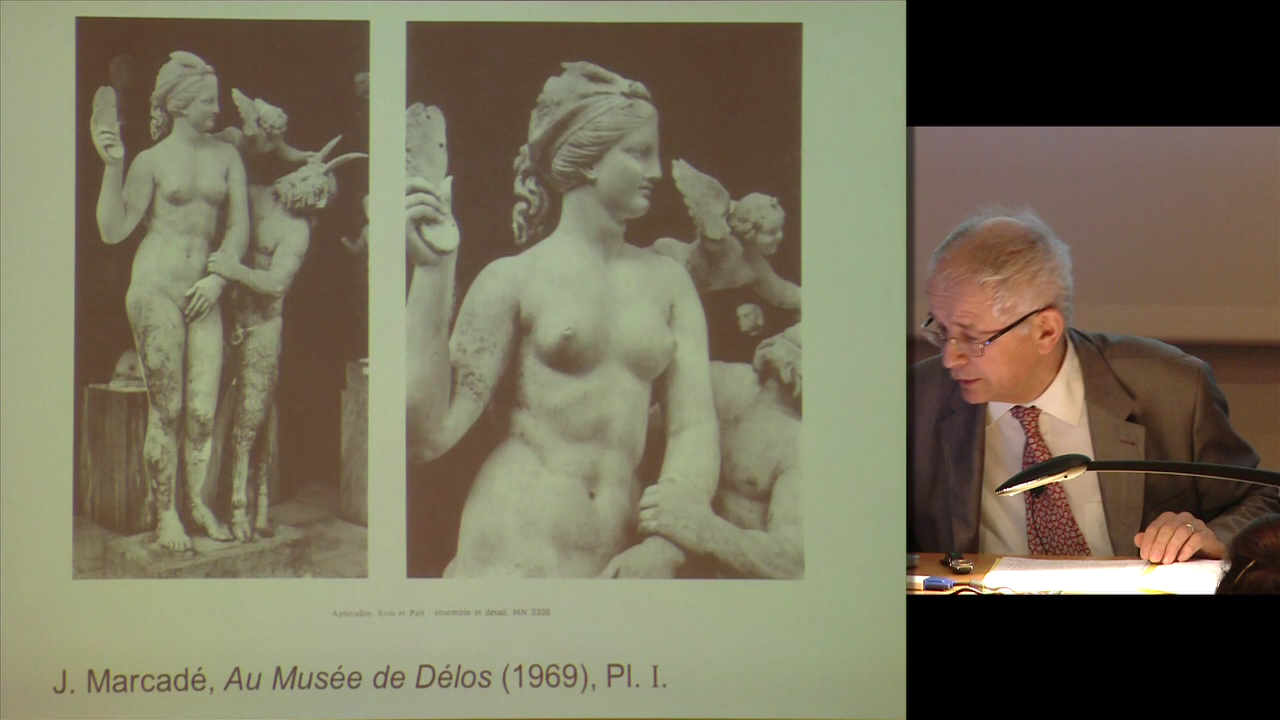 Aphrodite, Eros et Pan : ensemble et détail. MN 3335
J. Marcadé, Au Musée de Délos (1969), Pl. I.